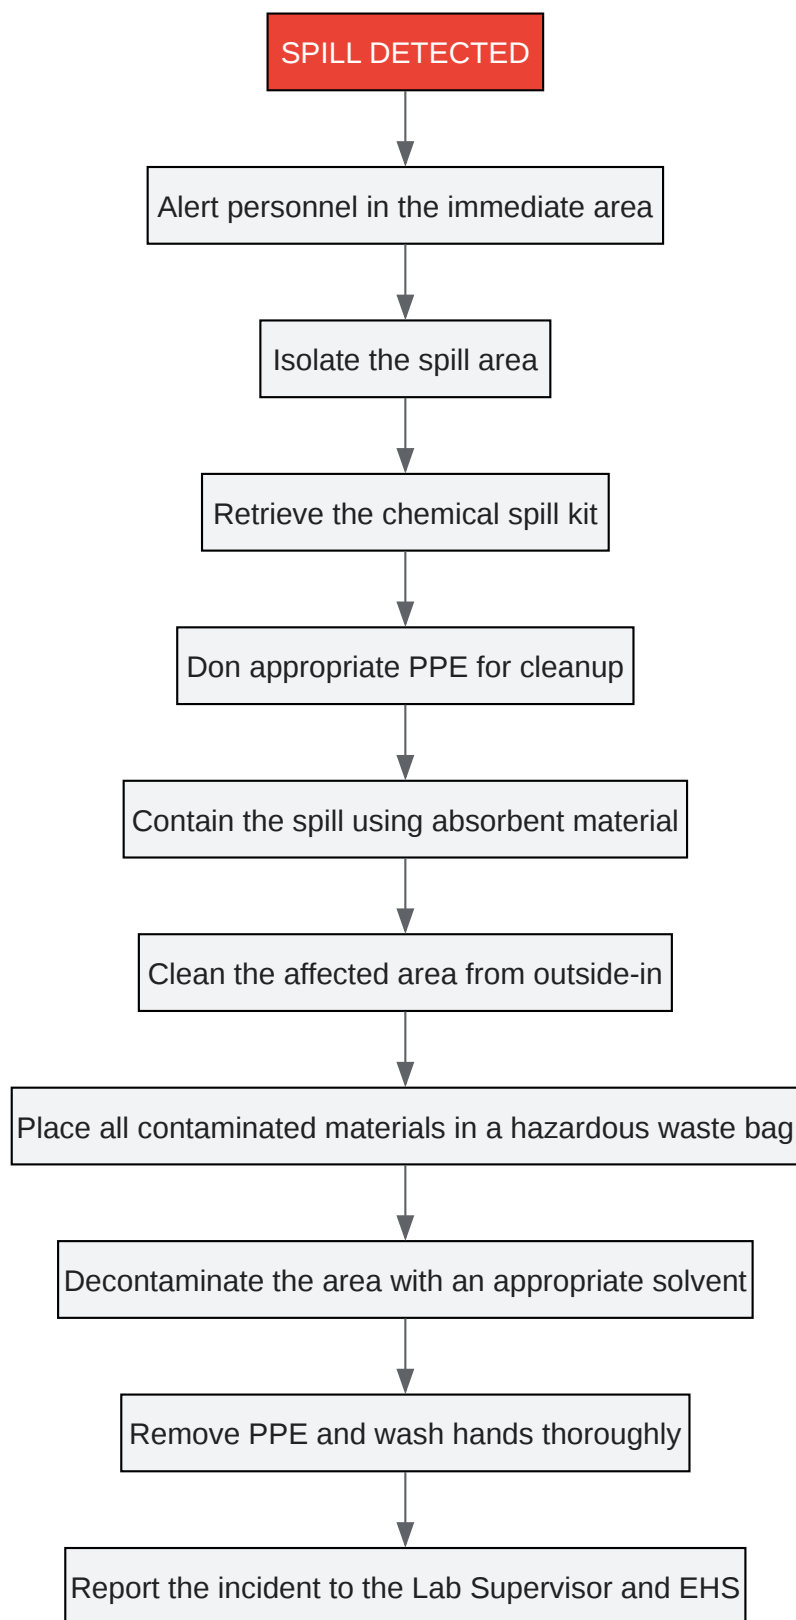 SPILL DETECTED
Alert personnel in the immediate area
Isolate the spill area
Retrieve the chemical spill kit
Don appropriate PPE for cleanup
Contain the spill using absorbent material
Clean the affected area from outside-in
Place all contaminated materials in a hazardous waste bag
Decontaminate the area with an appropriate solvent
Remove PPE and wash hands thoroughly
Report the incident to the Lab Supervisor and EHS